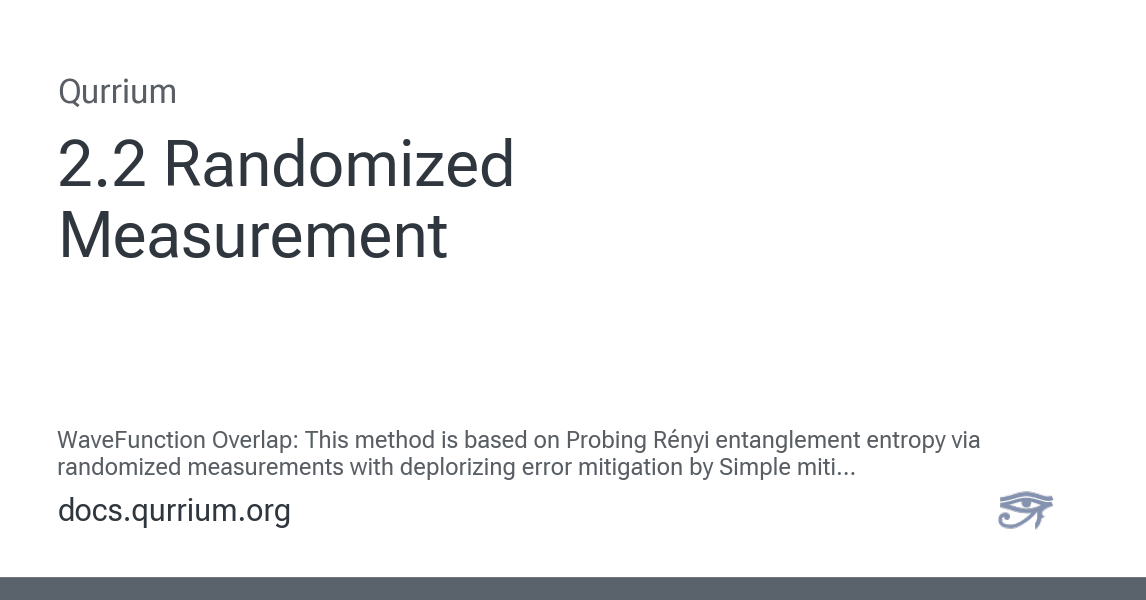 Qurrium
2.2 Randomized
Measurement
WaveFunction Overlap: This method is based on Probing Rényi entanglement entropy via
randomized measurements with deplorizing error mitigation by Simple miti...
docs.qurrium.org